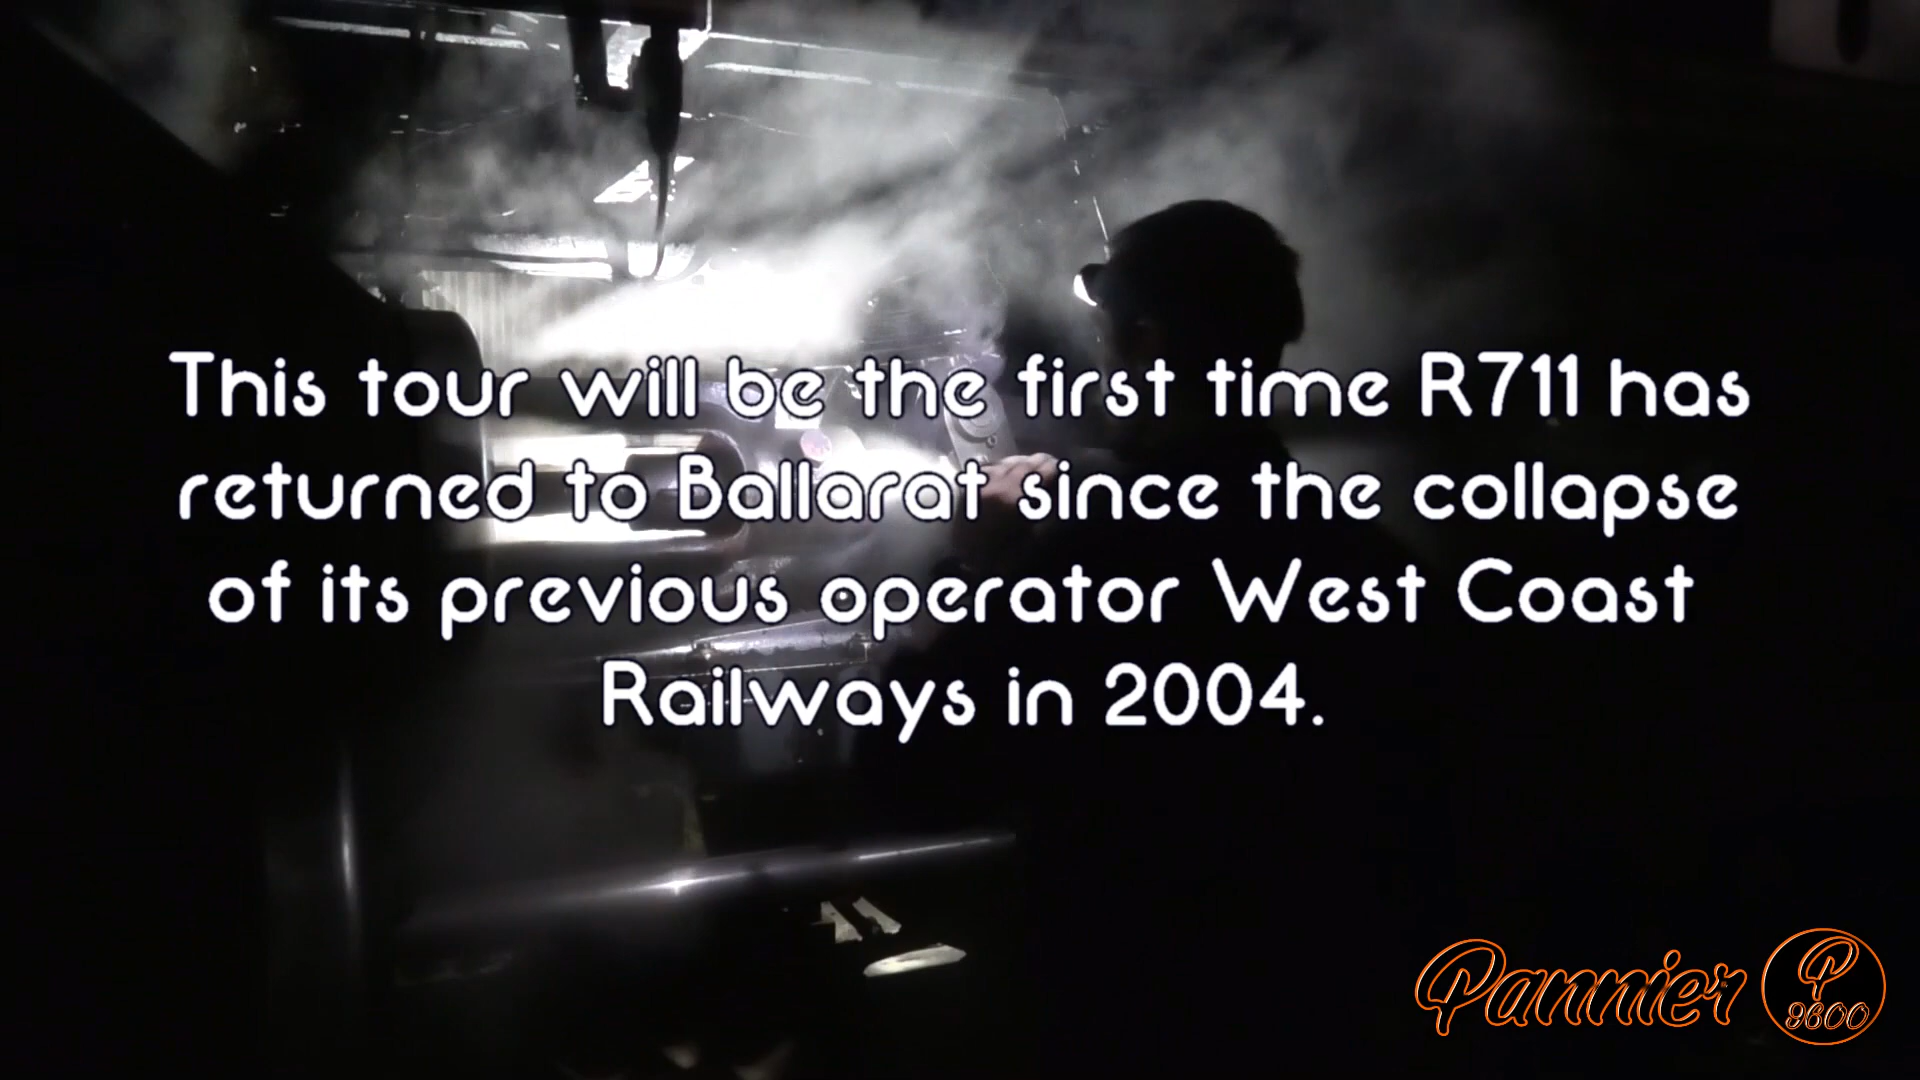 This tour will be the first time R711 has
returned to Ballarat since the collapse
of its previous operator West Coast
Railways in 2004.
Pannier P
9600